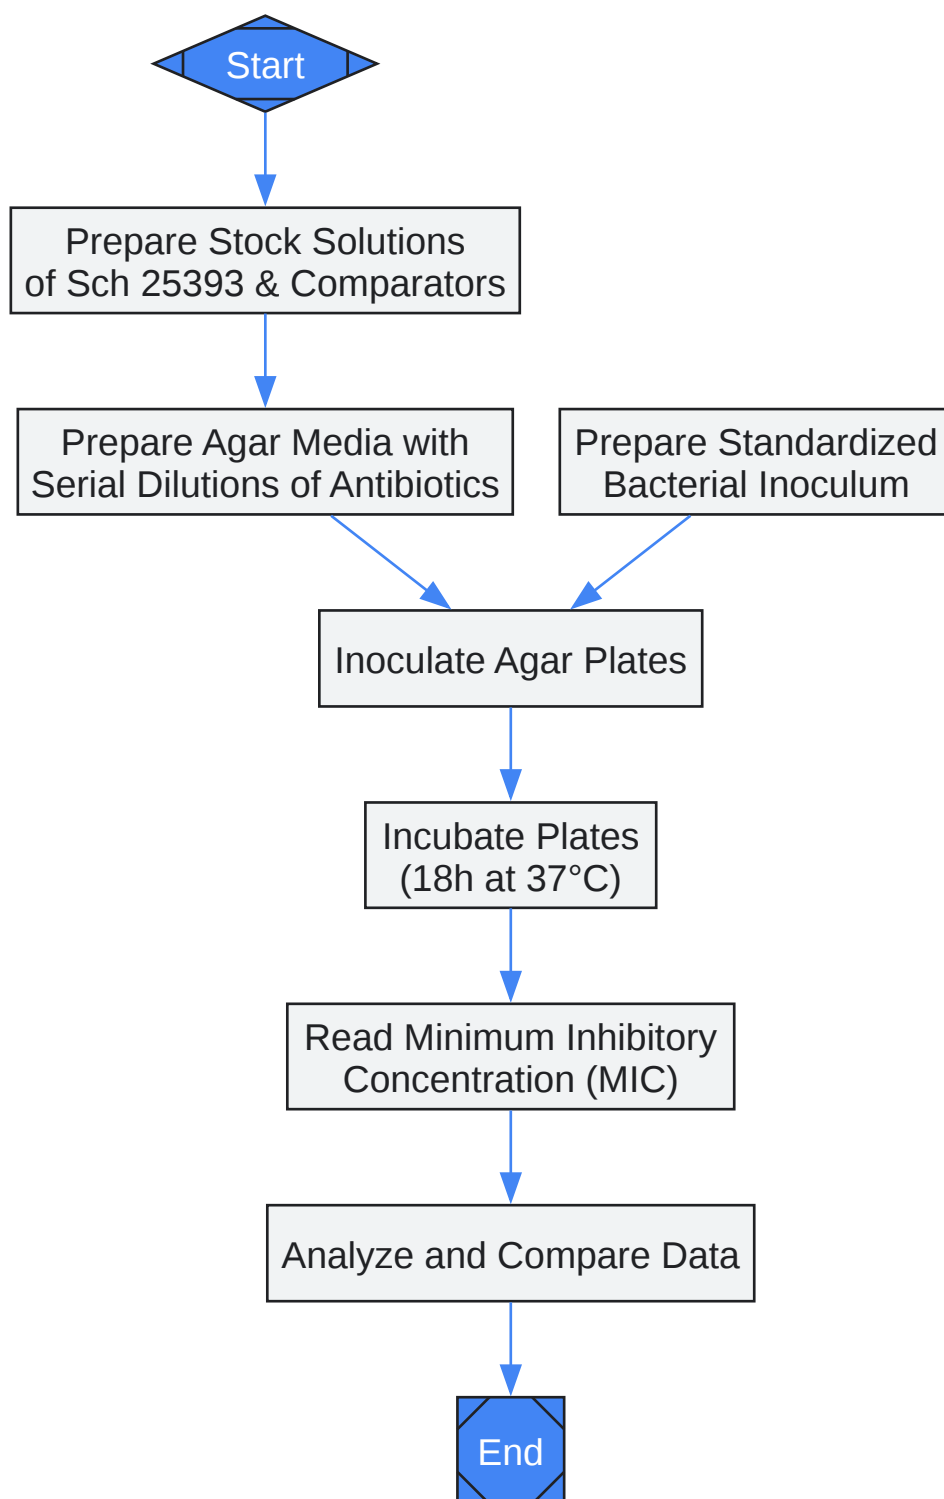 Start
Prepare Stock Solutions
of Sch 25393 & Comparators
Prepare Agar Media with
Serial Dilutions of Antibiotics
Prepare Standardized
Bacterial Inoculum
Inoculate Agar Plates
Incubate Plates
(18h at 37°C)
Read Minimum Inhibitory
Concentration (MIC)
Analyze and Compare Data
End